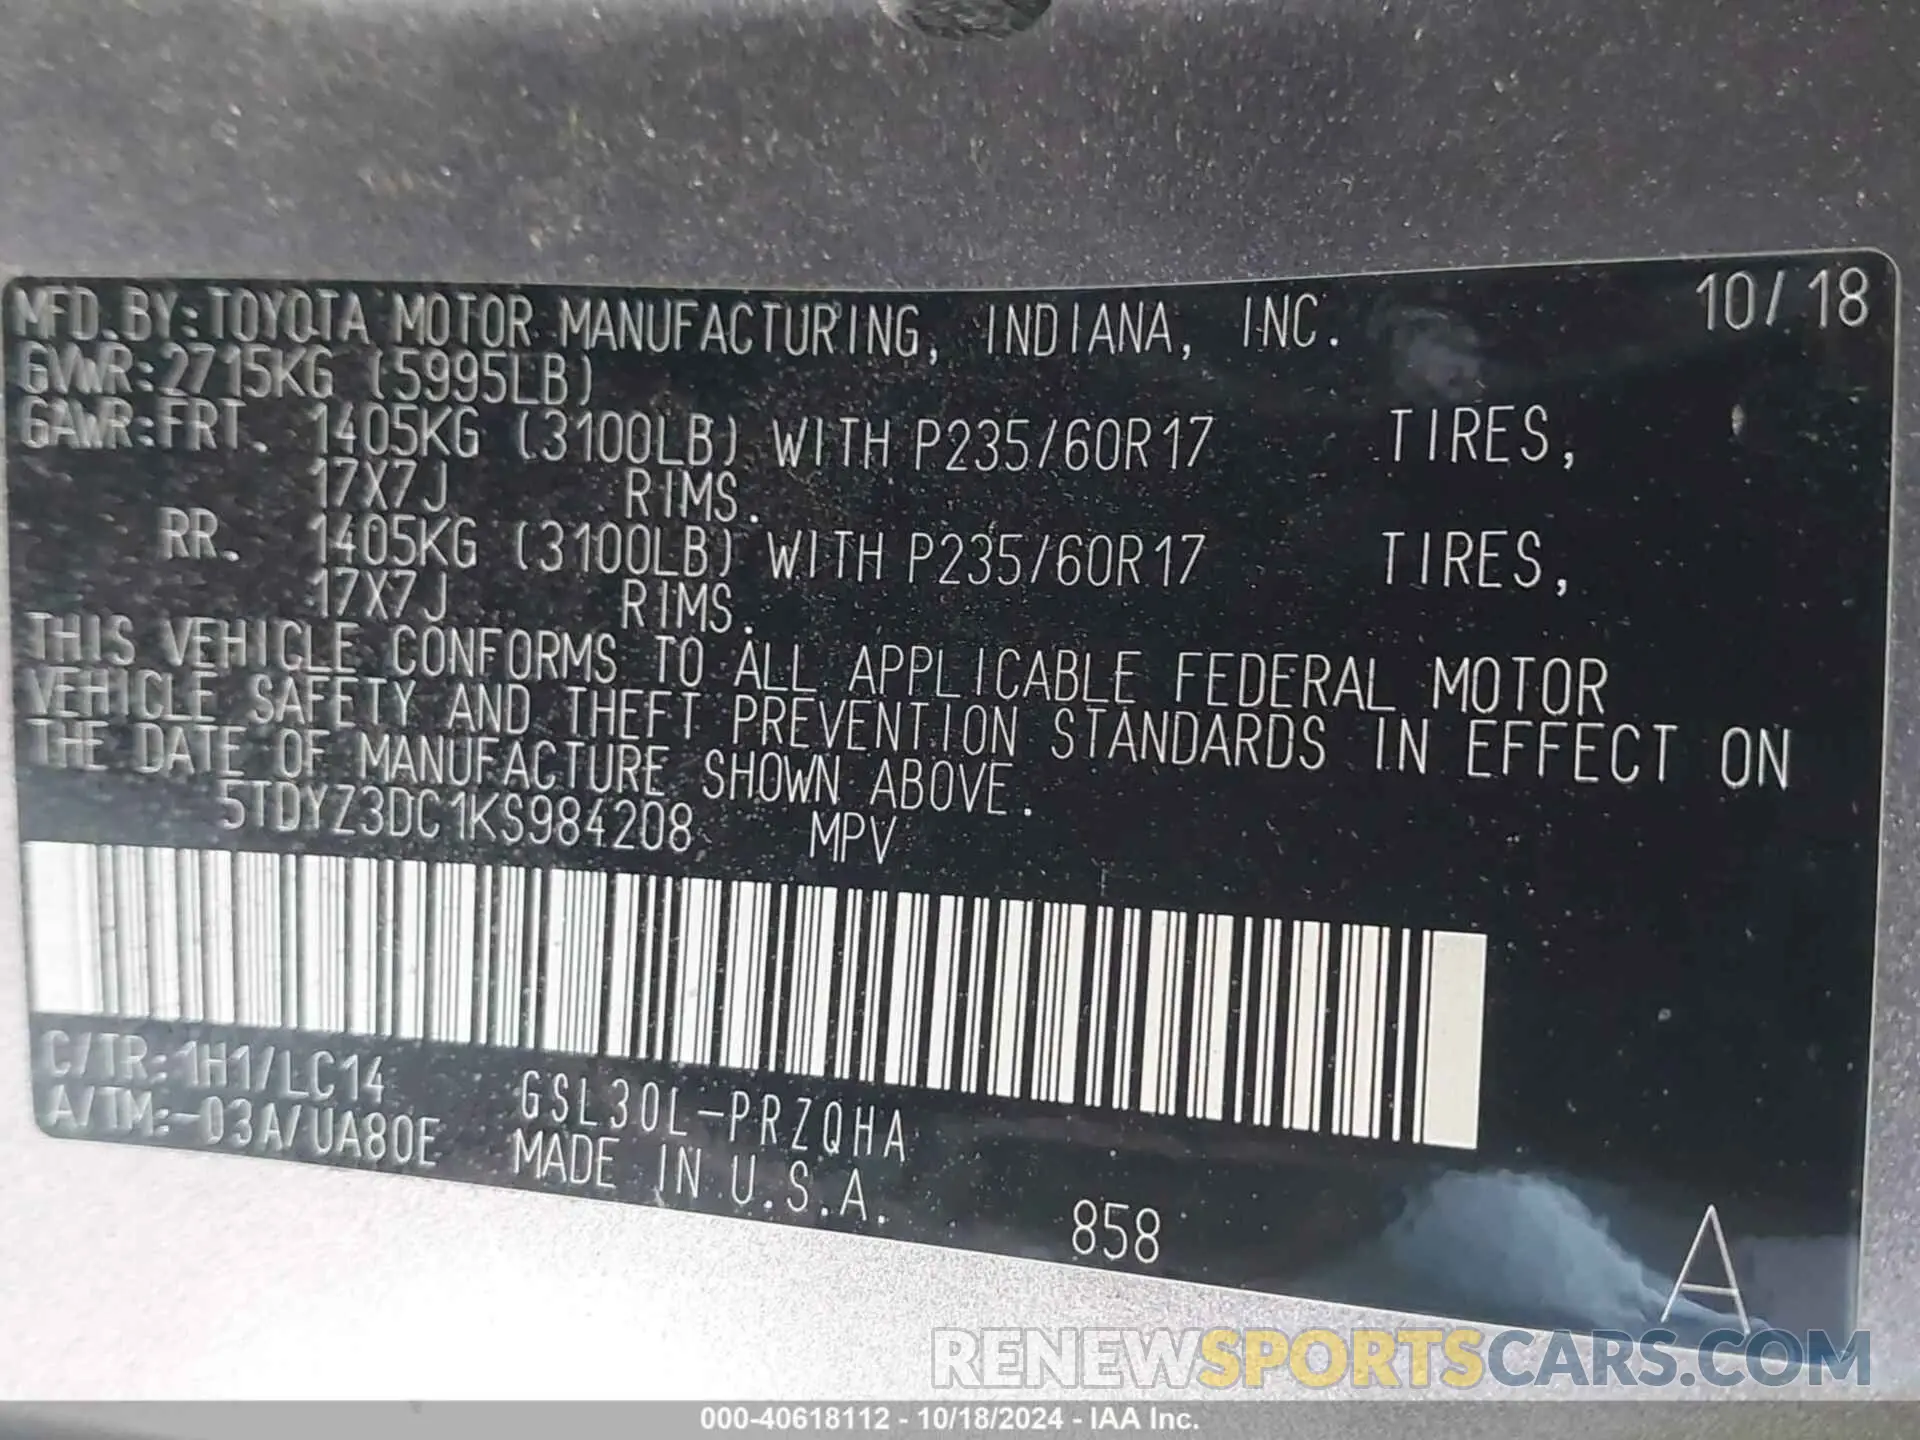 MFD. BY: TOYOTA MOTOR MANUFACTURING, INDIANA, INC. 10/18
GVWR: 2715KG (5995LB)
GAWR: FRT. 1405KG (3100LB) WITH P235/60R17 TIRES,
17X7J RIMS.
RR. 1405KG (3100LB) WITH P235/60R17 TIRES,
17X7J RIMS.
THIS VEHICLE CONFORMS TO ALL APPLICABLE FEDERAL MOTOR
VEHICLE SAFETY AND THEFT PREVENTION STANDARDS IN EFFECT ON
THE DATE OF MANUFACTURE SHOWN ABOVE.
5TDYZ3DC1KS984208 MPV
C/TR: 1H1/LC14 GSL30L-PRZQHA
A/TM:-03A/UA80E MADE IN U.S.A. 858 A
RENEWSPORTSCARS.COM
000-40618112 - 10/18/2024 - IAA Inc.